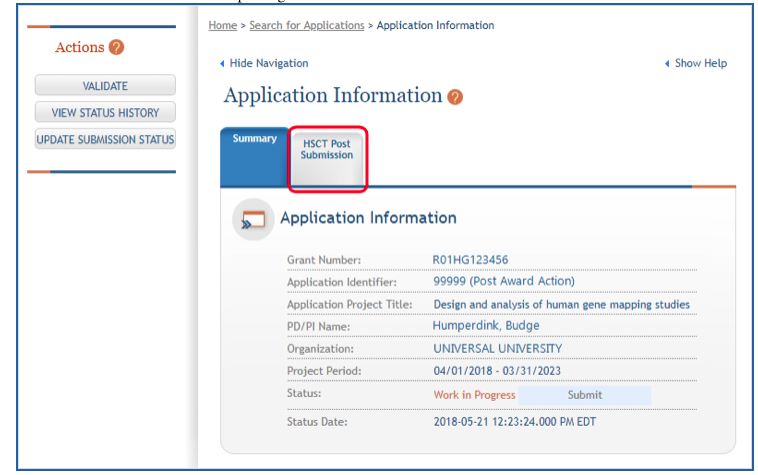 Home > Search for Applications > Application Information
Actions ?
Hide Navigation
Show Help
VALIDATE
VIEW STATUS HISTORY
UPDATE SUBMISSION STATUS
Application Information ?
Summary
HSCT Post
Submission
Application Information
Grant Number: R01HG123456
Application Identifier: 99999 (Post Award Action)
Application Project Title: Design and analysis of human gene mapping studies
PD/PI Name: Humperdink, Budge
Organization: UNIVERSAL UNIVERSITY
Project Period: 04/01/2018 - 03/31/2023
Status: Work in Progress Submit
Status Date: 2018-05-21 12:23:24.000 PM EDT